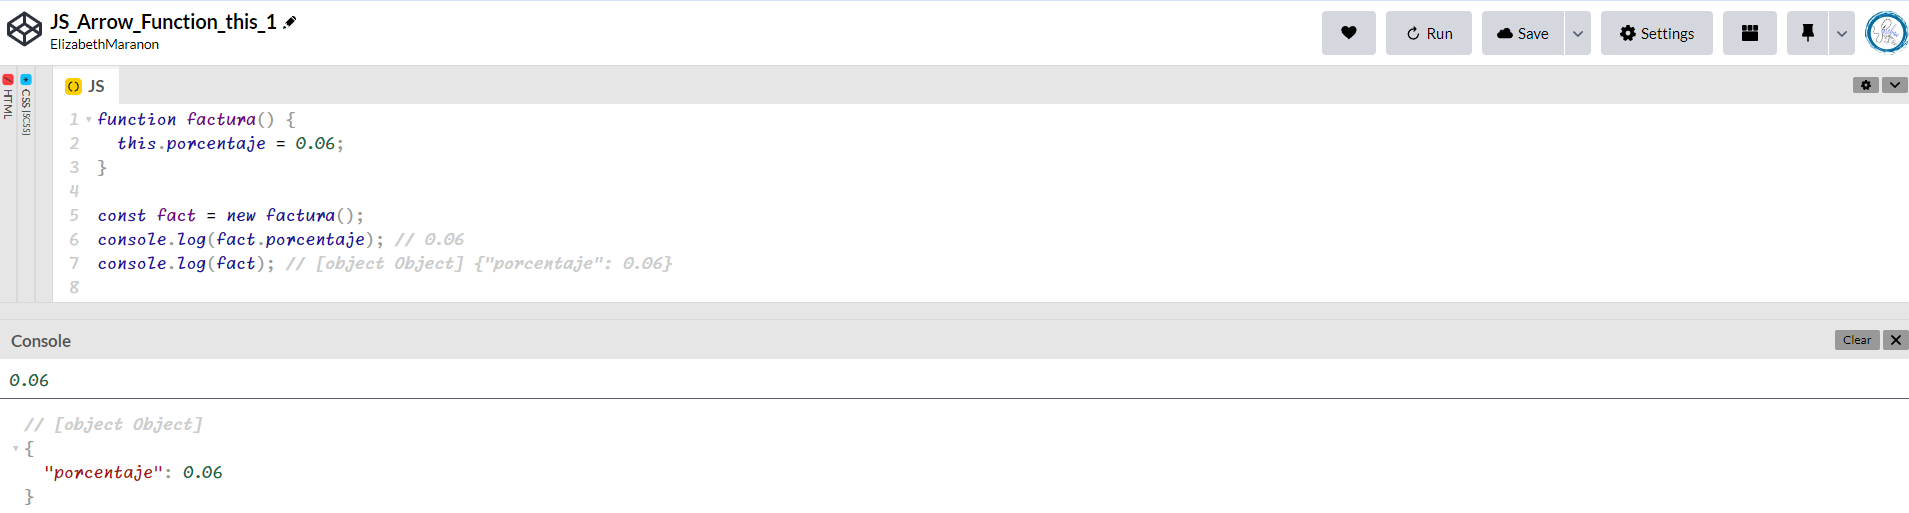 JS_Arrow_Function_this_1
ElizabethMaranon
Run
Save
Settings
HTML
CSS (SCSS)
JS
1 function factura() {
2 this.porcentaje = 0.06;
3 }
4
5 const fact = new factura();
6 console.log(fact.porcentaje); // 0.06
7 console.log(fact); // [object Object] {"porcentaje": 0.06}
8
Console
Clear
0.06
// [object Object]
{
"porcentaje": 0.06
}